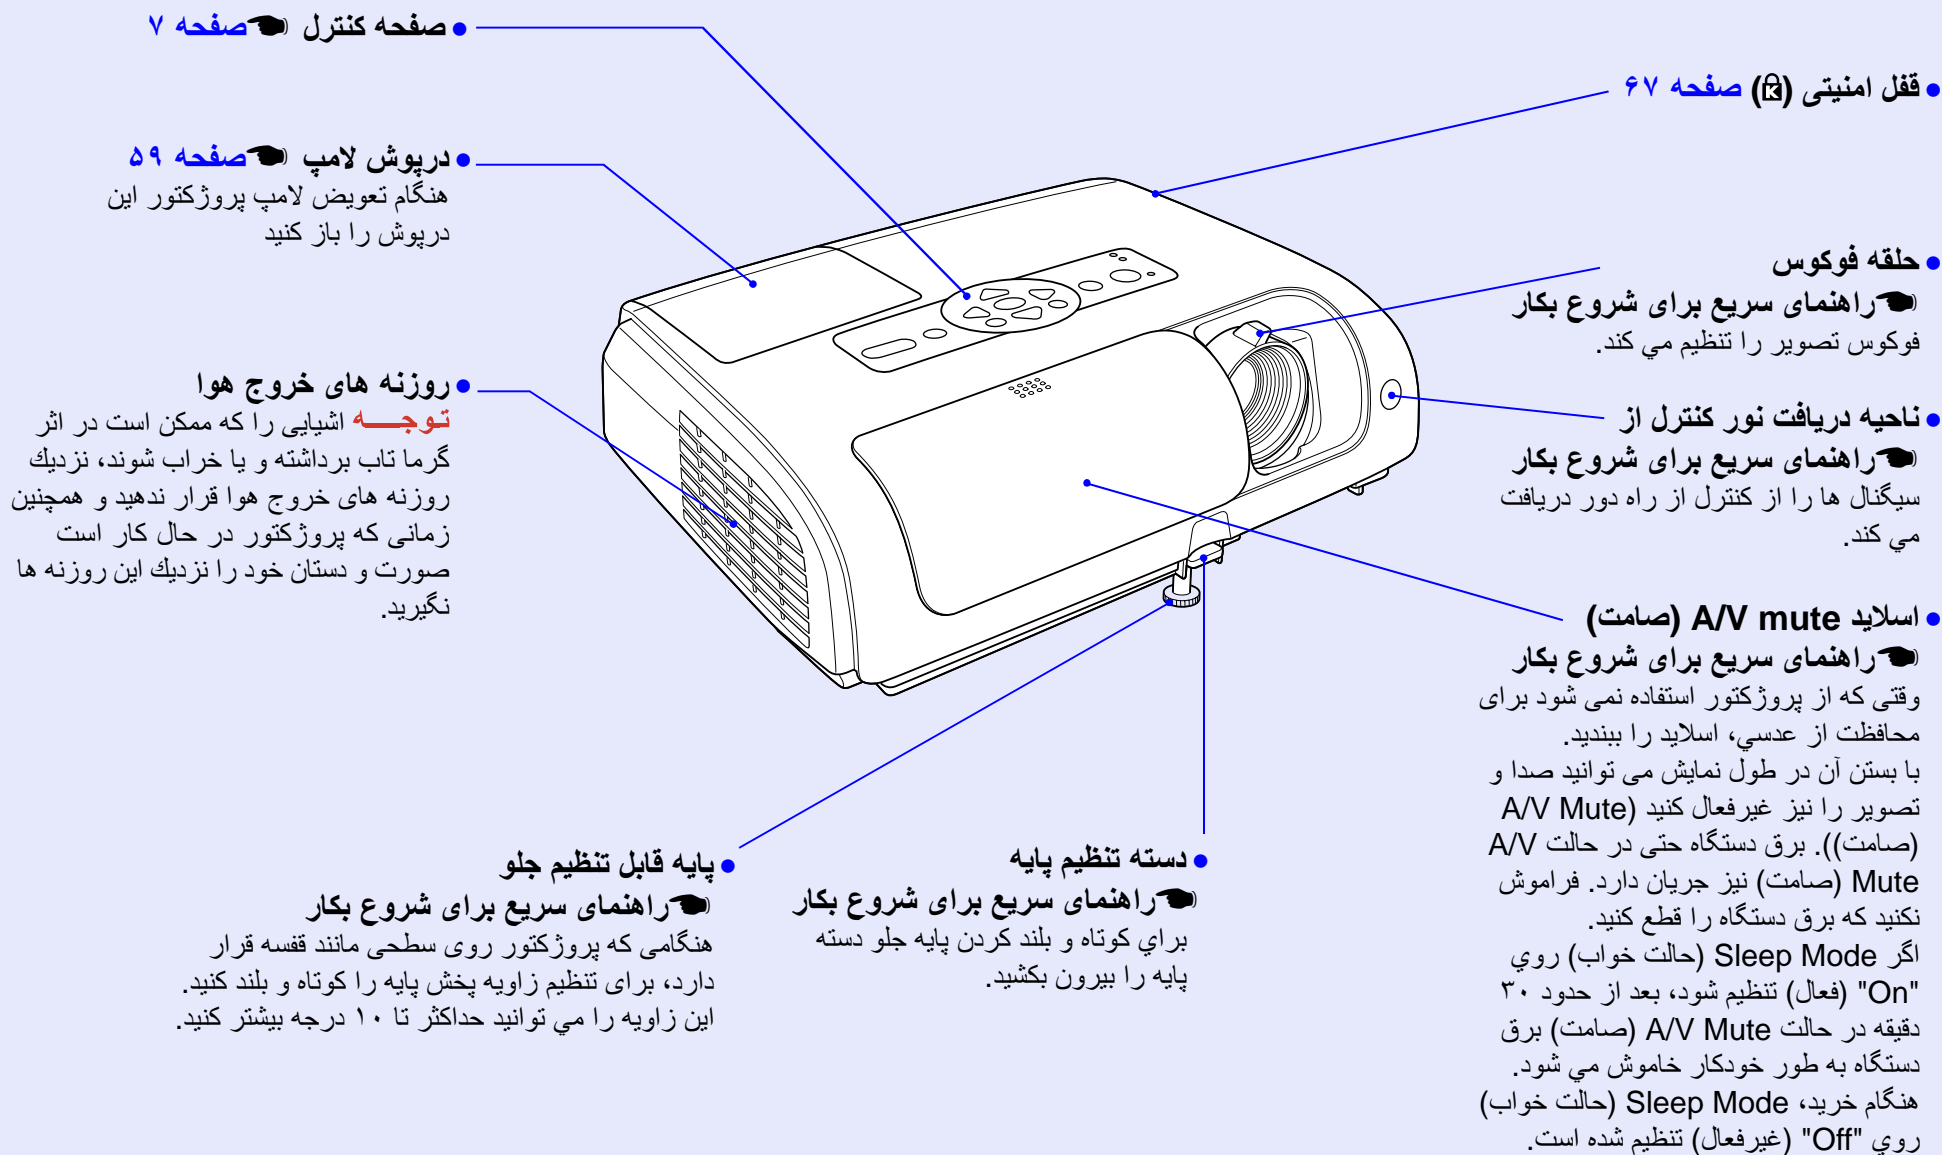 صفحه کنترل ☚صفحه ۷
درپوش لامپ ☚صفحه ۵۹
هنگام تعویض لامپ پروژکتور این
درپوش را باز کنید
روزنه های خروج هوا
توجـــه اشیایی را که ممکن است در اثر
گرما تاب برداشته و یا خراب شوند، نزدیك
روزنه های خروج هوا قرار ندهید و همچنین
زمانی که پروژکتور در حال کار است
صورت و دستان خود را نزدیك این روزنه ها
نگیرید.
قفل امنیتی (K) صفحه ۶۷
حلقه فوکوس
☚راهنمای سریع برای شروع بکار
فوکوس تصویر را تنظیم مي کند.
ناحیه دریافت نور کنترل از
☚راهنمای سریع برای شروع بکار
سیگنال ها را از کنترل از راه دور دریافت
مي کند.
اسلاید A/V mute (صامت)
☚راهنمای سریع برای شروع بکار
وقتی که از پروژکتور استفاده نمی شود برای
محافظت از عدسي، اسلاید را ببندید.
با بستن آن در طول نمایش می توانید صدا و
تصویر را نیز غیرفعال کنید (A/V Mute
(صامت)). برق دستگاه حتی در حالت A/V
Mute (صامت) نیز جریان دارد. فراموش
نکنید که برق دستگاه را قطع کنید.
اگر Sleep Mode (حالت خواب) روي
"On" (فعال) تنظیم شود، بعد از حدود ۳۰
دقیقه در حالت A/V Mute (صامت) برق
دستگاه به طور خودکار خاموش مي شود.
هنگام خرید، Sleep Mode (حالت خواب)
روي "Off" (غیرفعال) تنظیم شده است.
دسته تنظیم پایه
☚راهنمای سریع برای شروع بکار
براي کوتاه و بلند کردن پایه جلو دسته
پایه را بیرون بکشید.
پایه قابل تنظیم جلو
☚راهنمای سریع برای شروع بکار
هنگامی که پروژکتور روی سطحی مانند قفسه قرار
دارد، برای تنظیم زاویه پخش پایه را کوتاه و بلند کنید.
این زاویه را مي توانید حداکثر تا ۱۰ درجه بیشتر کنید.